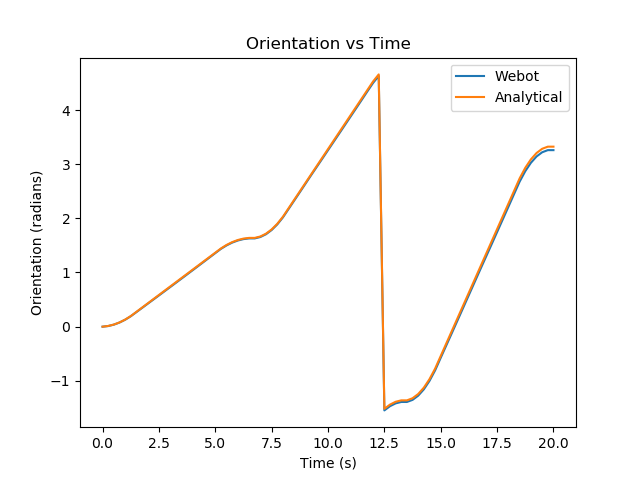 Orientation vs Time
Webot
Analytical
Orientation (radians)
4
3
2
1
0
−1
0.0 2.5 5.0 7.5 10.0 12.5 15.0 17.5 20.0
Time (s)